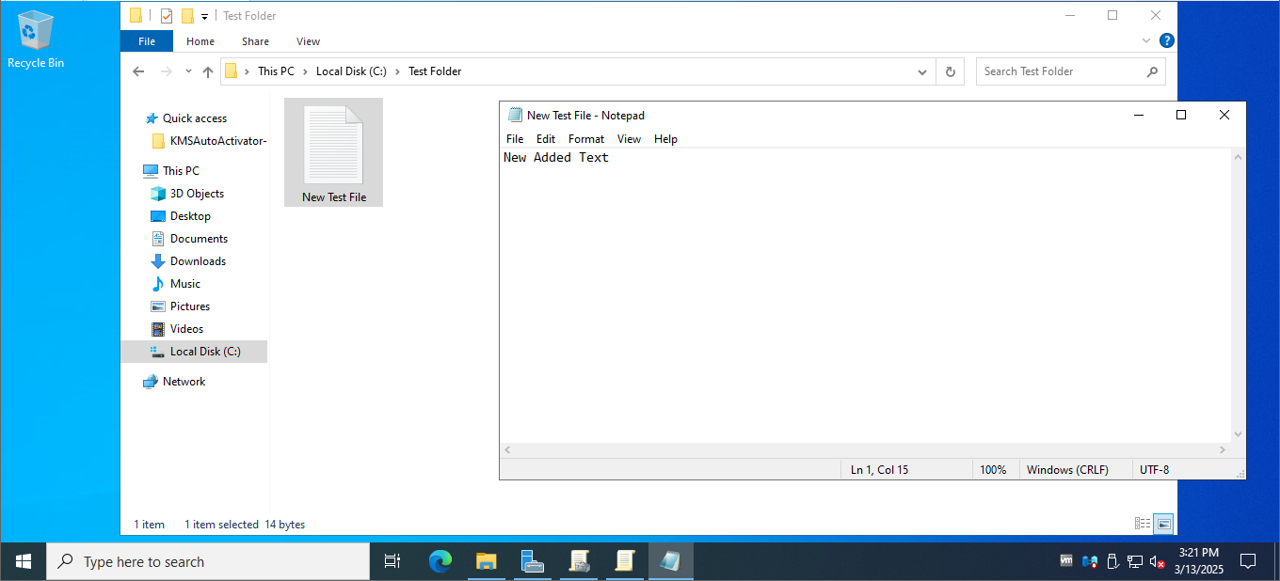 Recycle Bin
Test Folder
File Home Share View
This PC Local Disk (C:) Test Folder
Search Test Folder
Quick access
KMSAutoActivator-
This PC
3D Objects
Desktop
Documents
Downloads
Music
Pictures
Videos
Local Disk (C:)
Network
New Test File
New Test File - Notepad
File Edit Format View Help
New Added Text
Ln 1, Col 15 100% Windows (CRLF) UTF-8
1 item 1 item selected 14 bytes
Type here to search
3:21 PM
3/13/2025